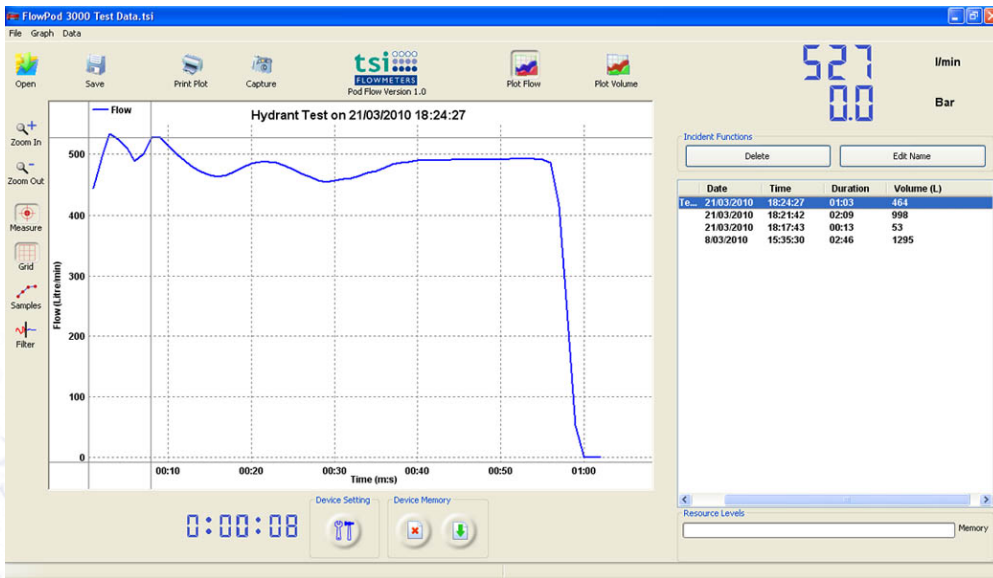 FlowPod 3000 Test Data.tsi
File Graph Data
Open Save Print Plot Capture
tsi
FLOWMETERS
Pod Flow Version 1.0
Plot Flow Plot Volume
527 l/min
0.0 Bar
Zoom In
Zoom Out
Measure
Grid
Samples
Filter
Flow
Hydrant Test on 21/03/2010 18:24:27
Flow (Litre/min)
500
400
300
200
100
0
00:10 00:20 00:30 00:40 00:50 01:00
Time (m:s)
Incident Functions
Delete Edit Name
Date Time Duration Volume (L)
Te... 21/03/2010 18:24:27 01:03 464
21/03/2010 18:21:42 02:09 998
21/03/2010 18:17:43 00:13 53
8/03/2010 15:35:30 02:46 1295
0:00:08
Device Setting Device Memory
Resource Levels
Memory